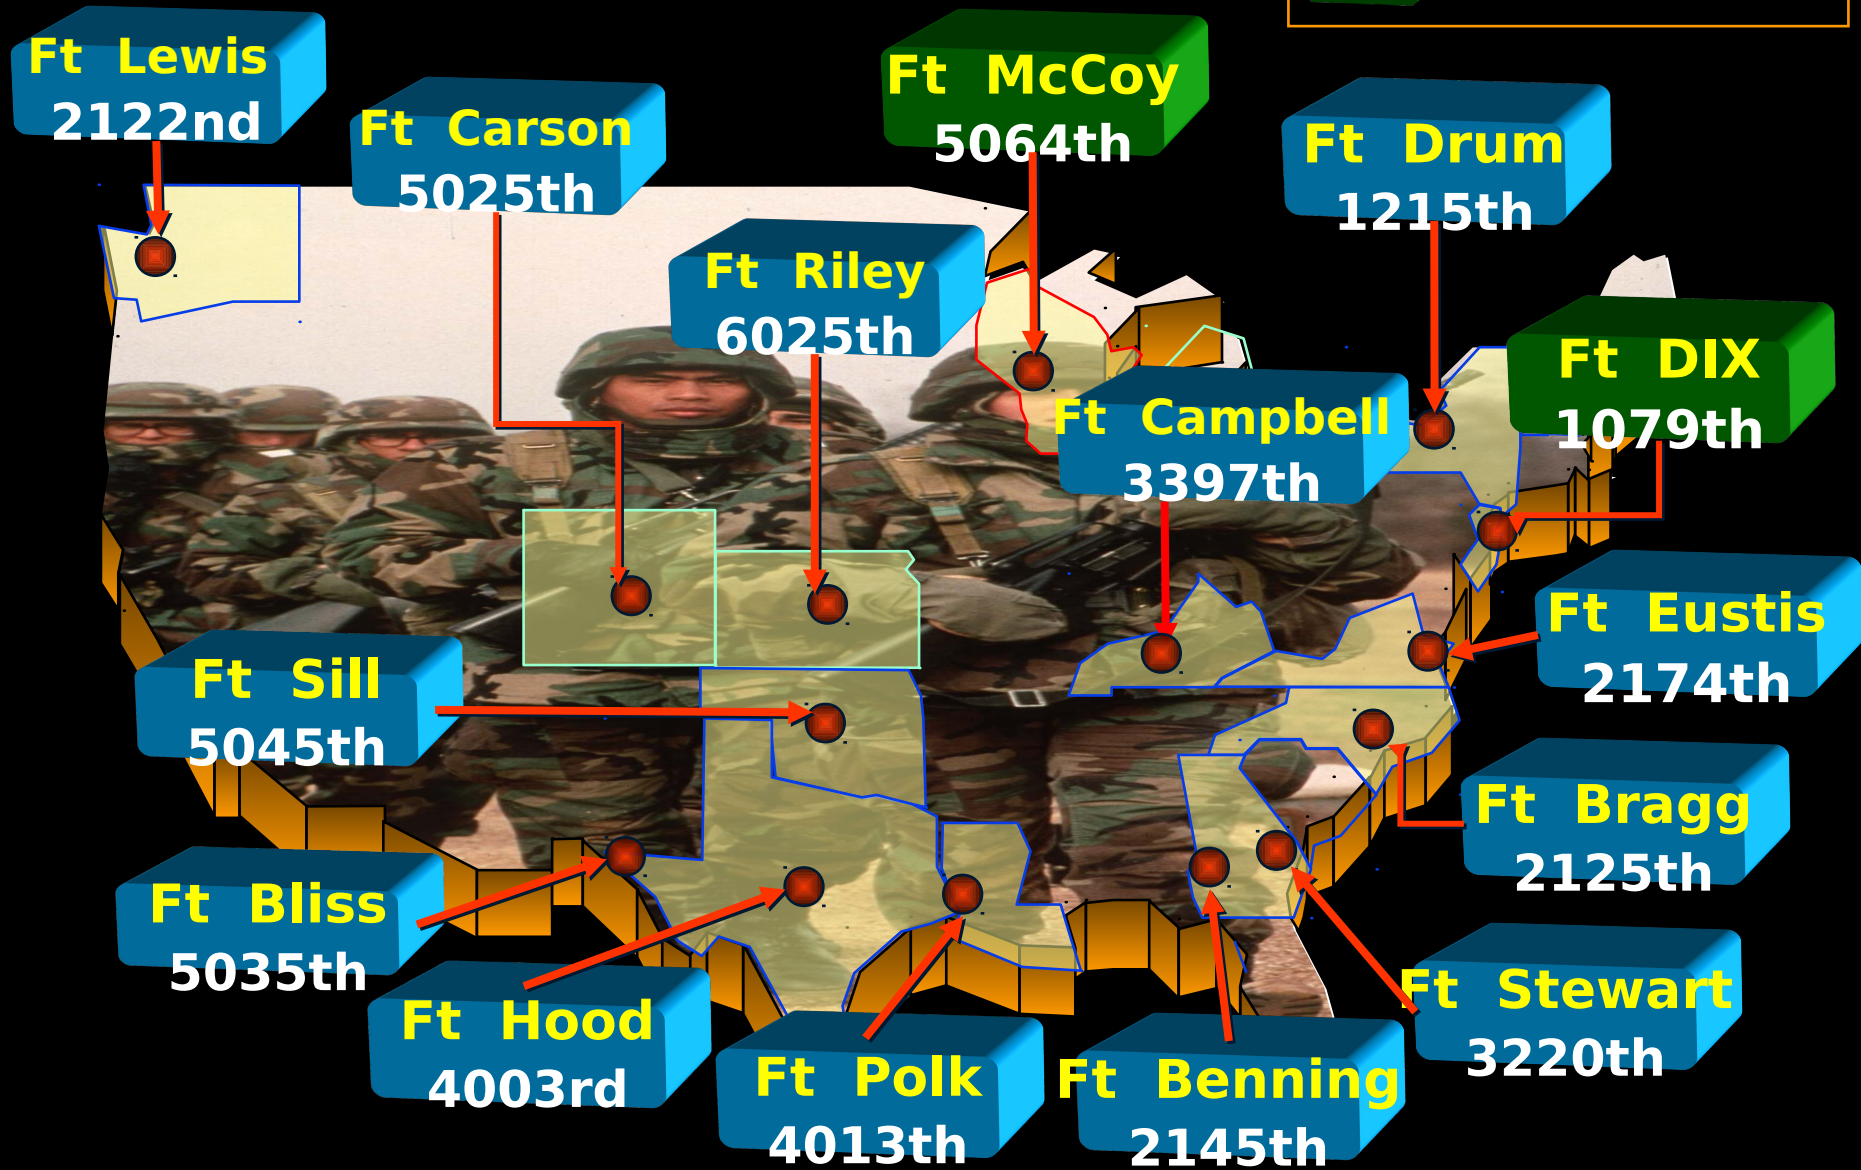 Ft Lewis
2122nd
Ft Carson
5025th
Ft McCoy
5064th
Ft Drum
1215th
Ft Riley
6025th
Ft DIX
1079th
Ft Campbell
3397th
Ft Eustis
2174th
Ft Sill
5045th
Ft Bragg
2125th
Ft Bliss
5035th
Ft Stewart
3220th
Ft Hood
4003rd
Ft Polk
4013th
Ft Benning
2145th